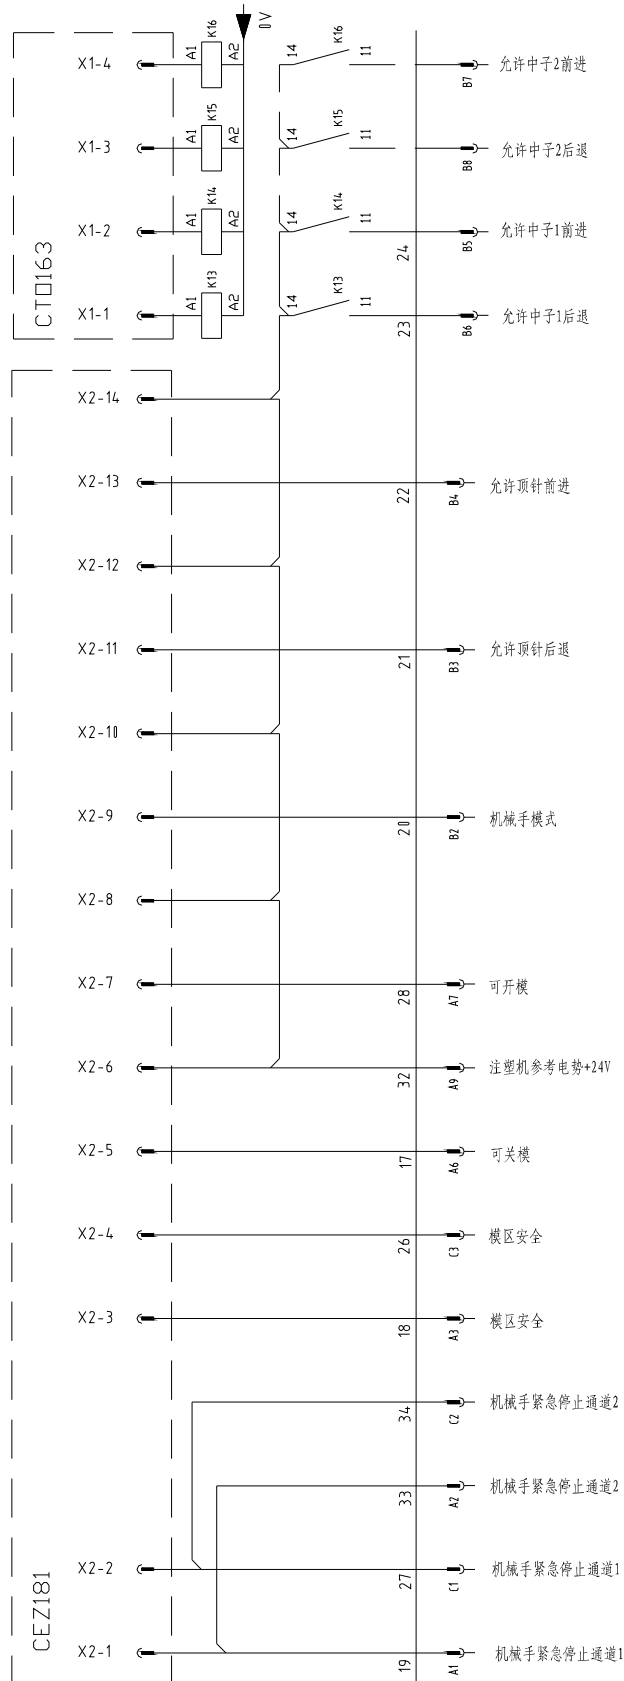 0V
X1-4 A1 K16 A2 14 K16 11 B7 允许中子2前进
X1-3 A1 K15 A2 14 K15 11 B8 允许中子2后退
X1-2 A1 K14 A2 14 K14 11 24 B5 允许中子1前进
CTO163
X1-1 A1 K13 A2 14 K13 11 23 B6 允许中子1后退
X2-14
X2-13 22 B4 允许顶针前进
X2-12
X2-11 21 B3 允许顶针后退
X2-10
X2-9 20 B2 机械手模式
X2-8
X2-7 28 A7 可开模
X2-6 32 A9 注塑机参考电势+24V
X2-5 17 A6 可关模
X2-4 26 C3 模区安全
X2-3 18 A3 模区安全
34 C2 机械手紧急停止通道2
33 A2 机械手紧急停止通道2
X2-2 27 C1 机械手紧急停止通道1
CEZ181
X2-1 19 A1 机械手紧急停止通道1